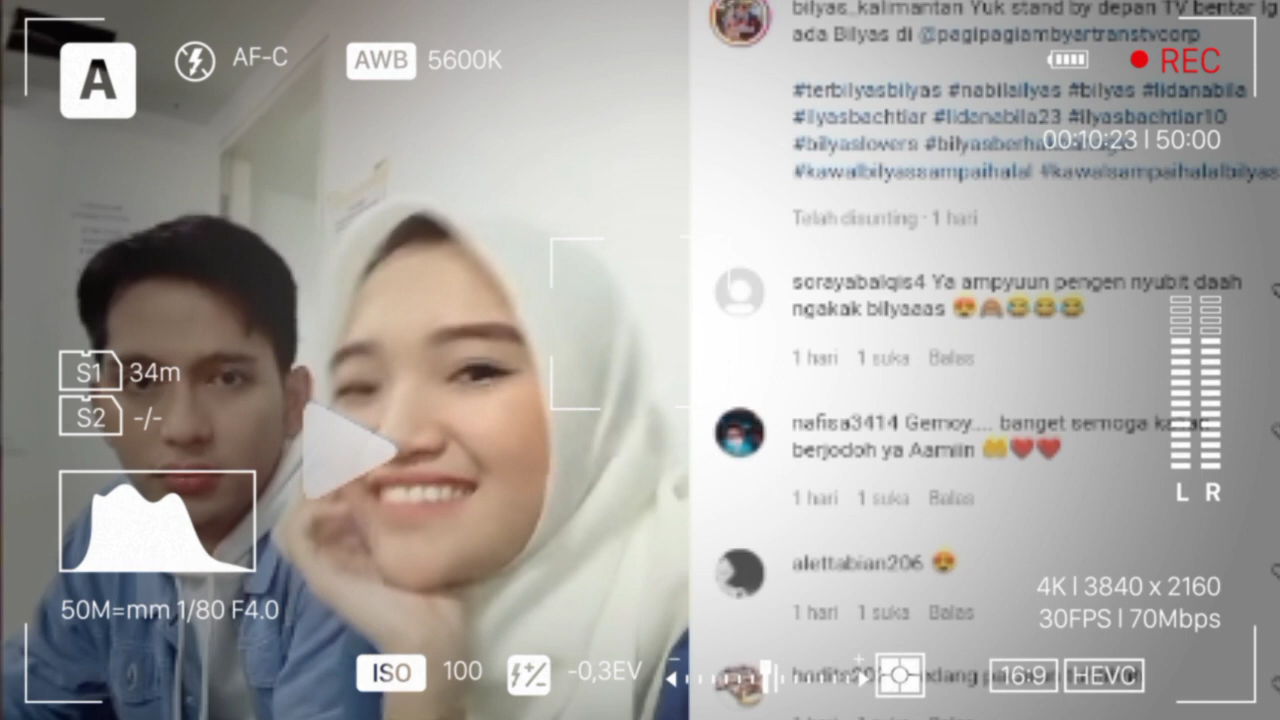 A
AF-C
AWB 5600K
REC
00:10:23 | 50:00
S1 34m
S2 -/-
50M=mm 1/80 F4.0
bilyas_kalimantan Yuk stand by depan TV bentar lg
ada Bilyas di @pagipagiambyartranstvcorp
#terbilyasbilyas #nabilailyas #bilyas #lidanabila
#ilyasbachtiar #lidanabila23 #ilyasbachtiar10
#bilyaslovers
#kawalbilyassampaihalal #kawalsampaihalalbilyas
Telah disunting · 1 hari
sorayabalqis4 Ya ampyuun pengen nyubit daah
ngakak bilyaaas 😍🙈😂😂😂
1 hari 1 suka Balas
nafisa3414 Gemoy.... banget semoga
berjodoh ya Aamiin 🤲❤️❤️
1 hari 1 suka Balas
alettabian206 😍
1 hari 1 suka Balas
L R
4K | 3840 x 2160
30FPS | 70Mbps
ISO 100 -0,3EV
16:9 HEVC